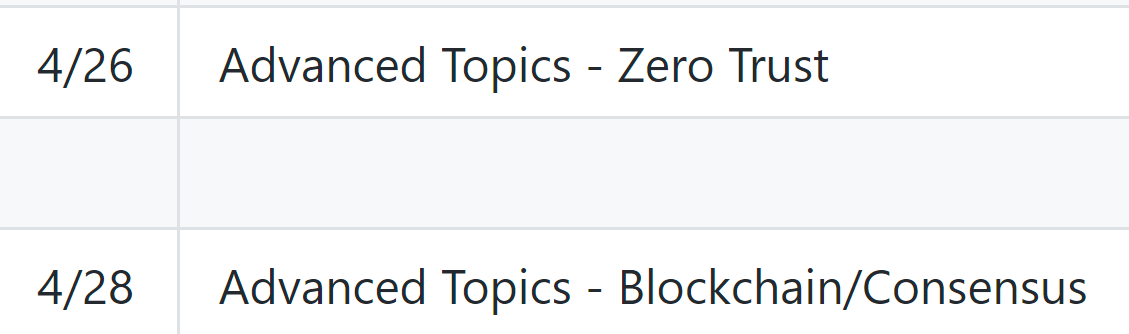 4/26 Advanced Topics - Zero Trust
4/28 Advanced Topics - Blockchain/Consensus